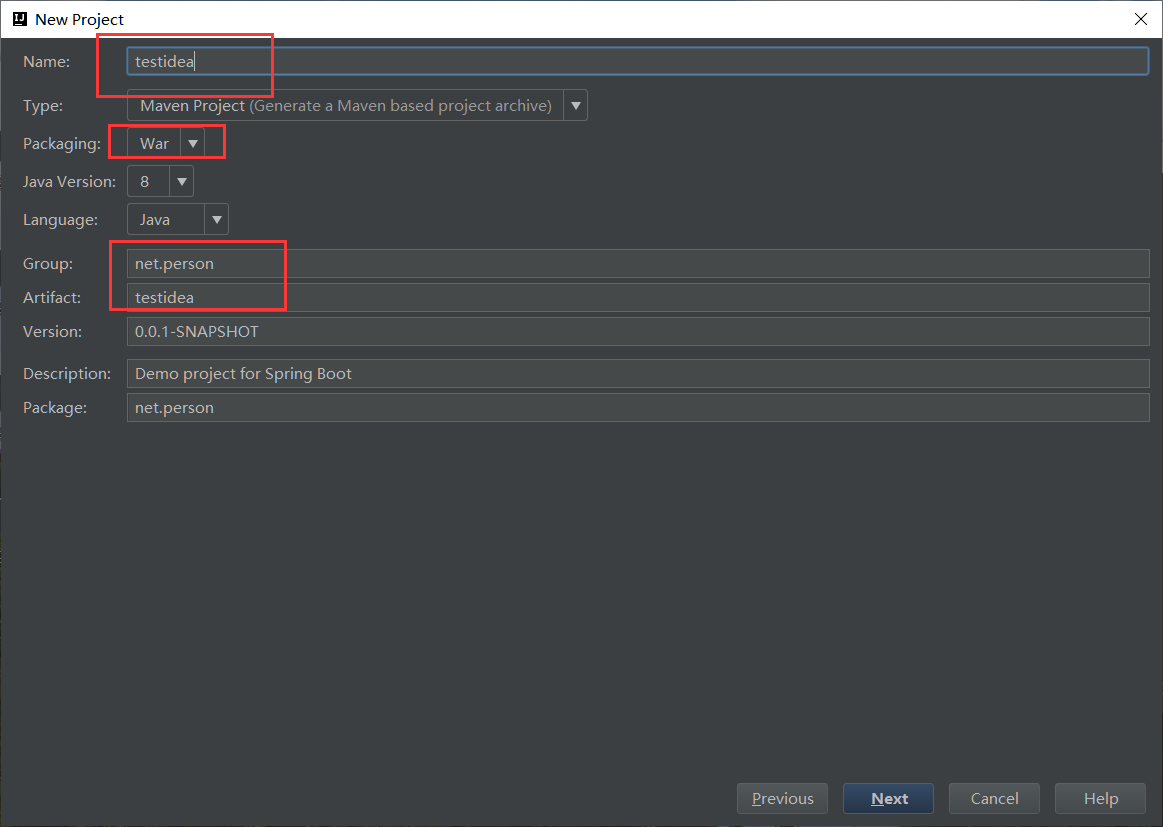 New Project
Name: testidea
Type: Maven Project (Generate a Maven based project archive)
Packaging: War
Java Version: 8
Language: Java
Group: net.person
Artifact: testidea
Version: 0.0.1-SNAPSHOT
Description: Demo project for Spring Boot
Package: net.person
Previous Next Cancel Help